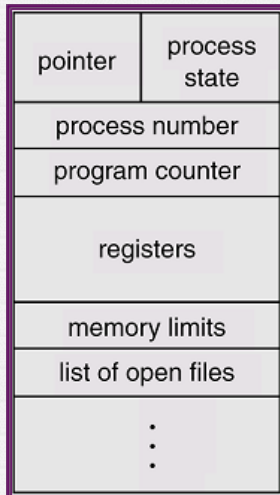 pointer
process
state
process number
program counter
registers
memory limits
list of open files